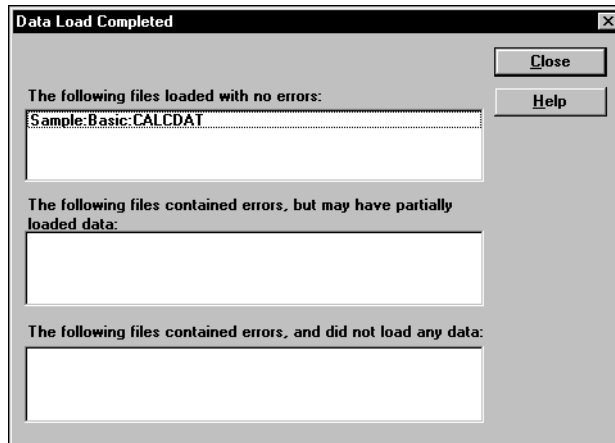 Data Load Completed
Close
The following files loaded with no errors:
Help
Sample:Basic:CALCDAT
The following files contained errors, but may have partially
loaded data:
The following files contained errors, and did not load any data: